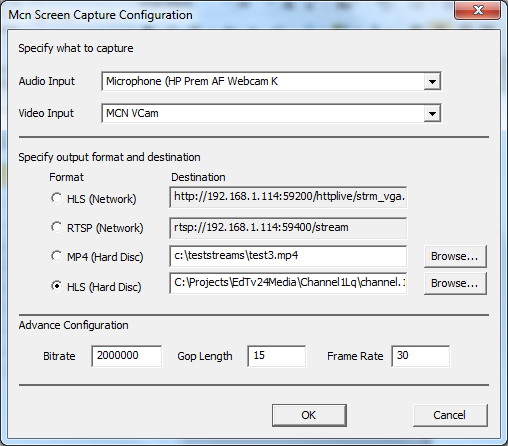 Mcn Screen Capture Configuration
Specify what to capture
Audio Input Microphone (HP Prem AF Webcam K
Video Input MCN VCam
Specify output format and destination
Format Destination
HLS (Network) http://192.168.1.114:59200/httplive/strm_vga.
RTSP (Network) rtsp://192.168.1.114:59400/stream
MP4 (Hard Disc) c:\teststreams\test3.mp4 Browse...
HLS (Hard Disc) C:\Projects\EdTv24Media\Channel1Lq\channel.1 Browse...
Advance Configuration
Bitrate 2000000 Gop Length 15 Frame Rate 30
OK Cancel